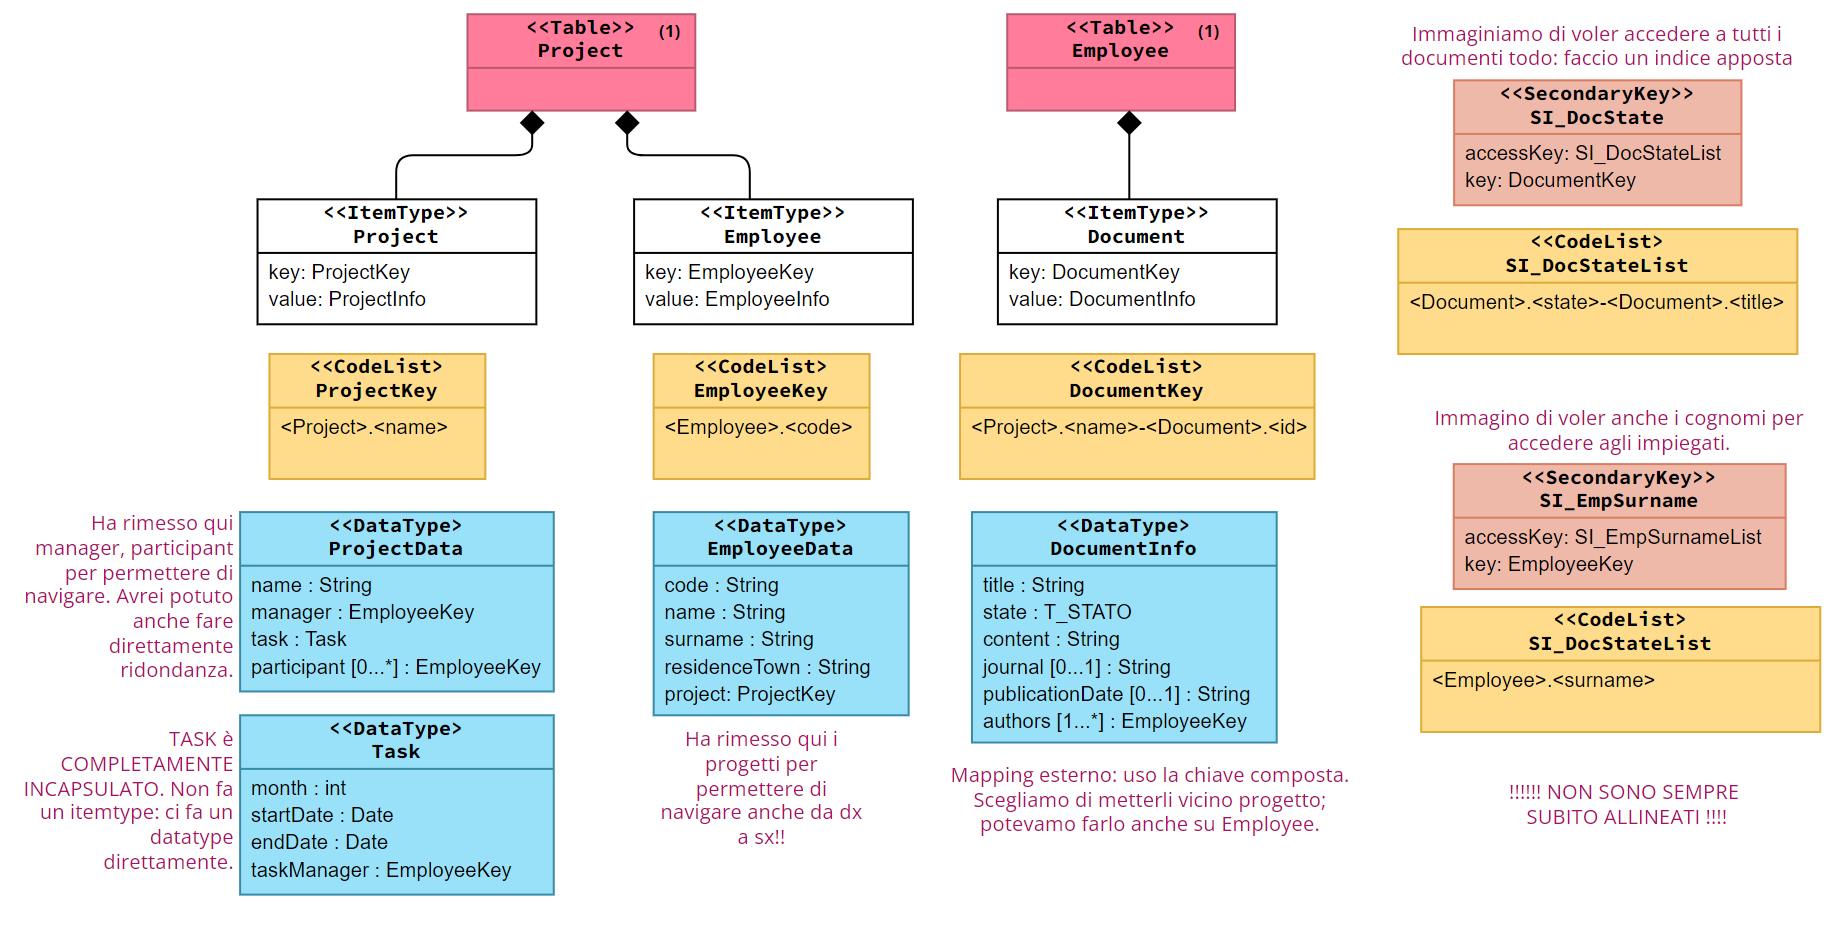 <<Table>> (1)
Project
<<ItemType>>
Project
key: ProjectKey
value: ProjectInfo
<<ItemType>>
Employee
key: EmployeeKey
value: EmployeeInfo
<<CodeList>
ProjectKey
<Project>.<name>
<<CodeList>
EmployeeKey
<Employee>.<code>
Ha rimesso qui
manager, participant
per permettere di
navigare. Avrei potuto
anche fare
direttamente
ridondanza.
<<DataType>
ProjectData
name : String
manager : EmployeeKey
task : Task
participant [0...*] : EmployeeKey
TASK è
COMPLETAMENTE
INCAPSULATO. Non fa
un itemtype: ci fa un
datatype
direttamente.
<<DataType>
Task
month : int
startDate : Date
endDate : Date
taskManager : EmployeeKey
<<DataType>
EmployeeData
code : String
name : String
surname : String
residenceTown : String
project: ProjectKey
Ha rimesso qui i
progetti per
permettere di
navigare anche da dx
a sx!!
<<Table>> (1)
Employee
<<ItemType>>
Document
key: DocumentKey
value: DocumentInfo
<<CodeList>
DocumentKey
<Project>.<name>-<Document>.<id>
<<DataType>
DocumentInfo
title : String
state : T_STATO
content : String
journal [0...1] : String
publicationDate [0...1] : String
authors [1...*] : EmployeeKey
Mapping esterno: uso la chiave composta.
Scegliamo di metterli vicino progetto;
potevamo farlo anche su Employee.
Immaginiamo di voler accedere a tutti i
documenti todo: faccio un indice apposta
<<SecondaryKey>>
SI_DocState
accessKey: SI_DocStateList
key: DocumentKey
<<CodeList>
SI_DocStateList
<Document>.<state>-<Document>.<title>
Immagino di voler anche i cognomi per
accedere agli impiegati.
<<SecondaryKey>>
SI_EmpSurname
accessKey: SI_EmpSurnameList
key: EmployeeKey
<<CodeList>
SI_DocStateList
<Employee>.<surname>
!!!!!! NON SONO SEMPRE
SUBITO ALLINEATI !!!!